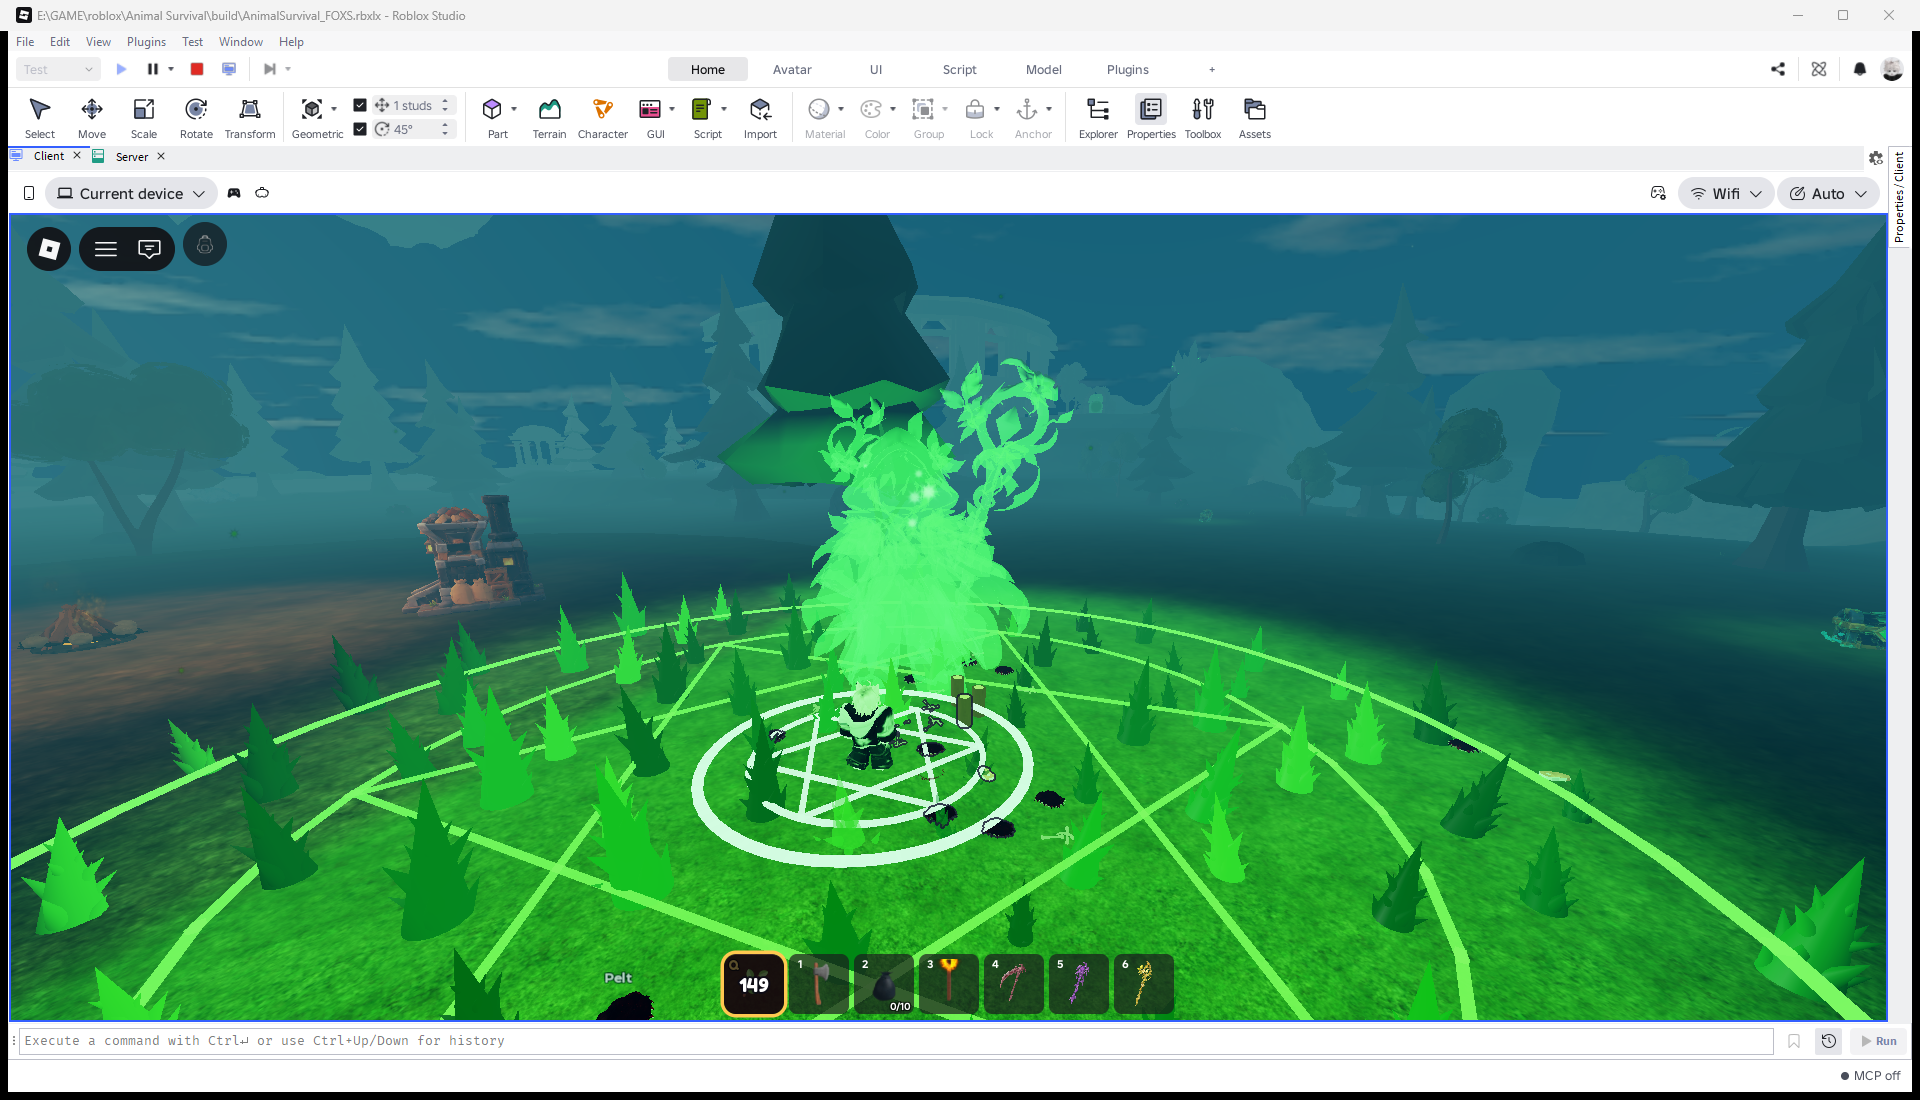 E:\GAME\roblox\Animal Survival\build\AnimalSurvival_FOXS.rbxlx - Roblox Studio
File Edit View Plugins Test Window Help
Test
Home Avatar UI Script Model Plugins +
1 studs
45°
Select Move Scale Rotate Transform Geometric Part Terrain Character GUI Script Import Material Color Group Lock Anchor Explorer Properties Toolbox Assets
Client Server
Current device
Wifi Auto
Properties / Client
Pelt
Q
149
1
2
0/10
3
4
5
6
Execute a command with Ctrl↵ or use Ctrl+Up/Down for history
Run
MCP off